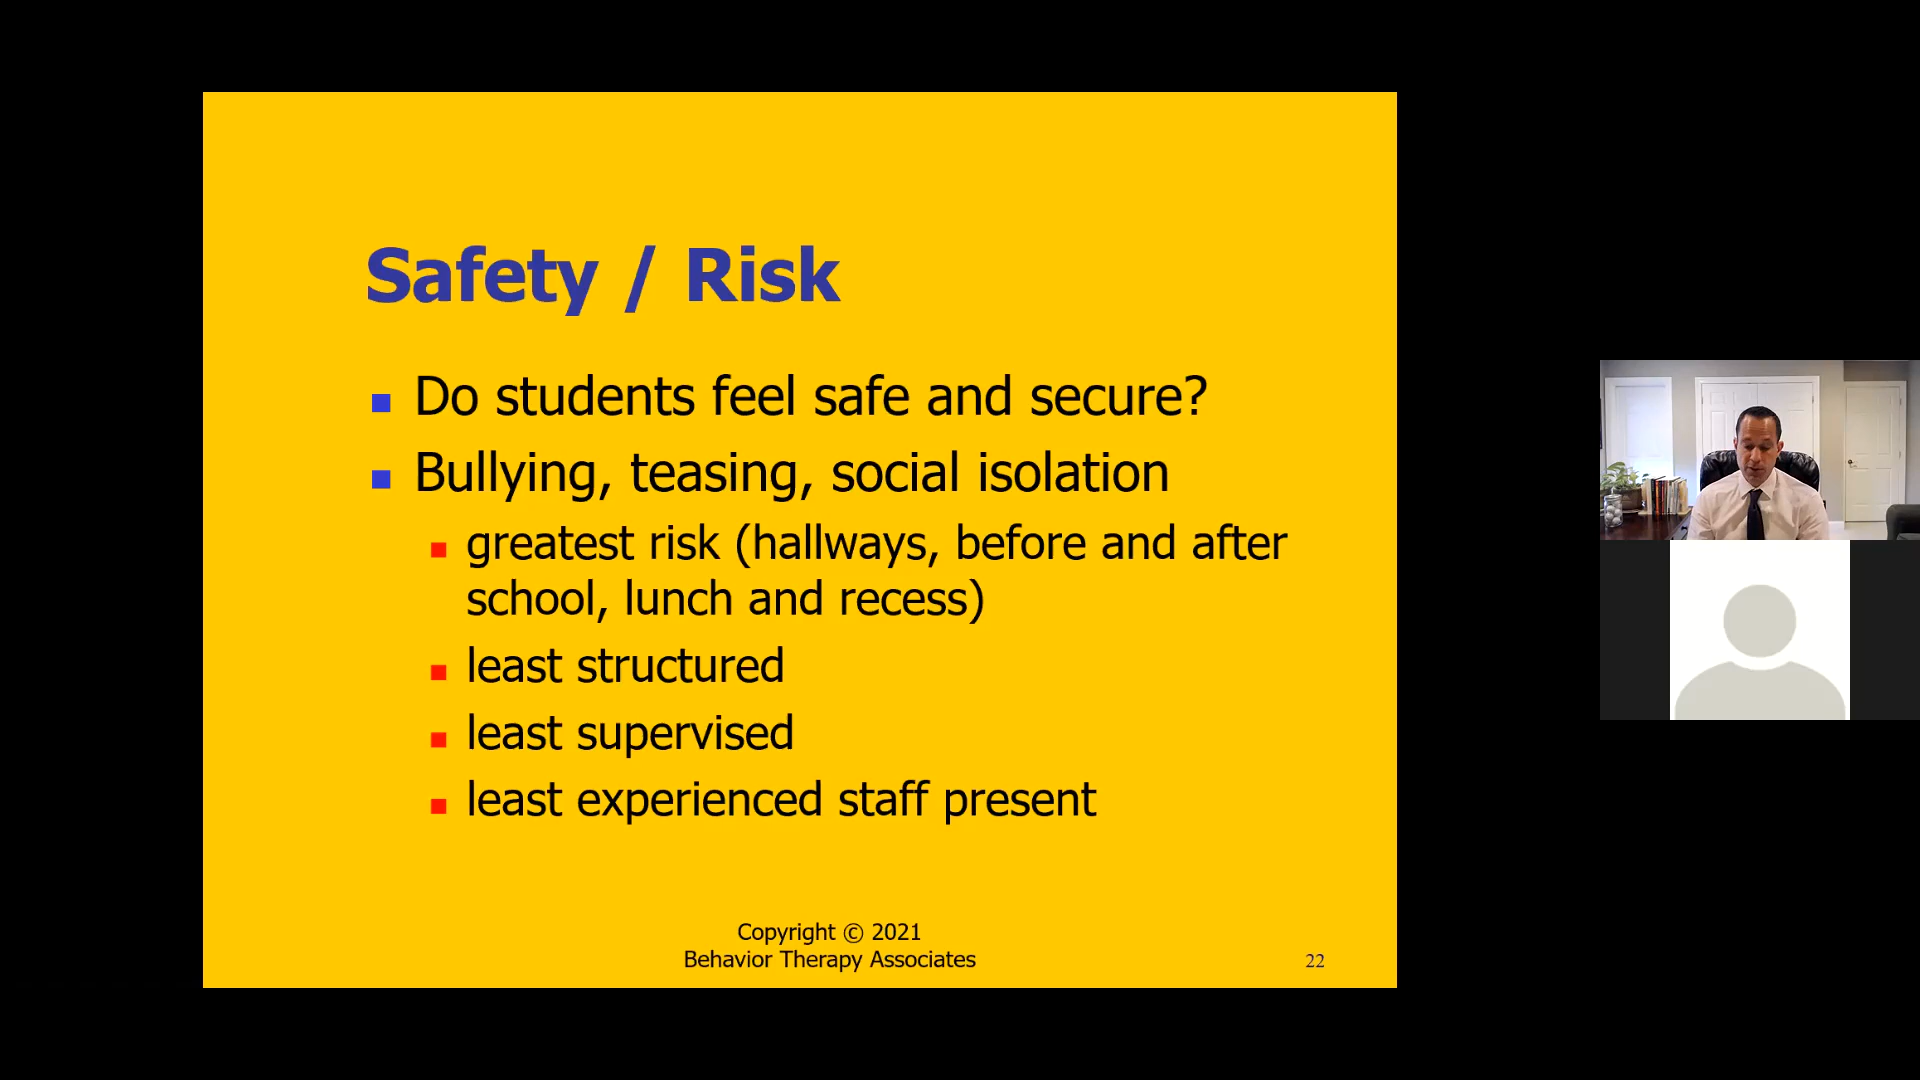 Safety / Risk
Do students feel safe and secure?
Bullying, teasing, social isolation
greatest risk (hallways, before and after
school, lunch and recess)
least structured
least supervised
least experienced staff present
Copyright © 2021
Behavior Therapy Associates
22